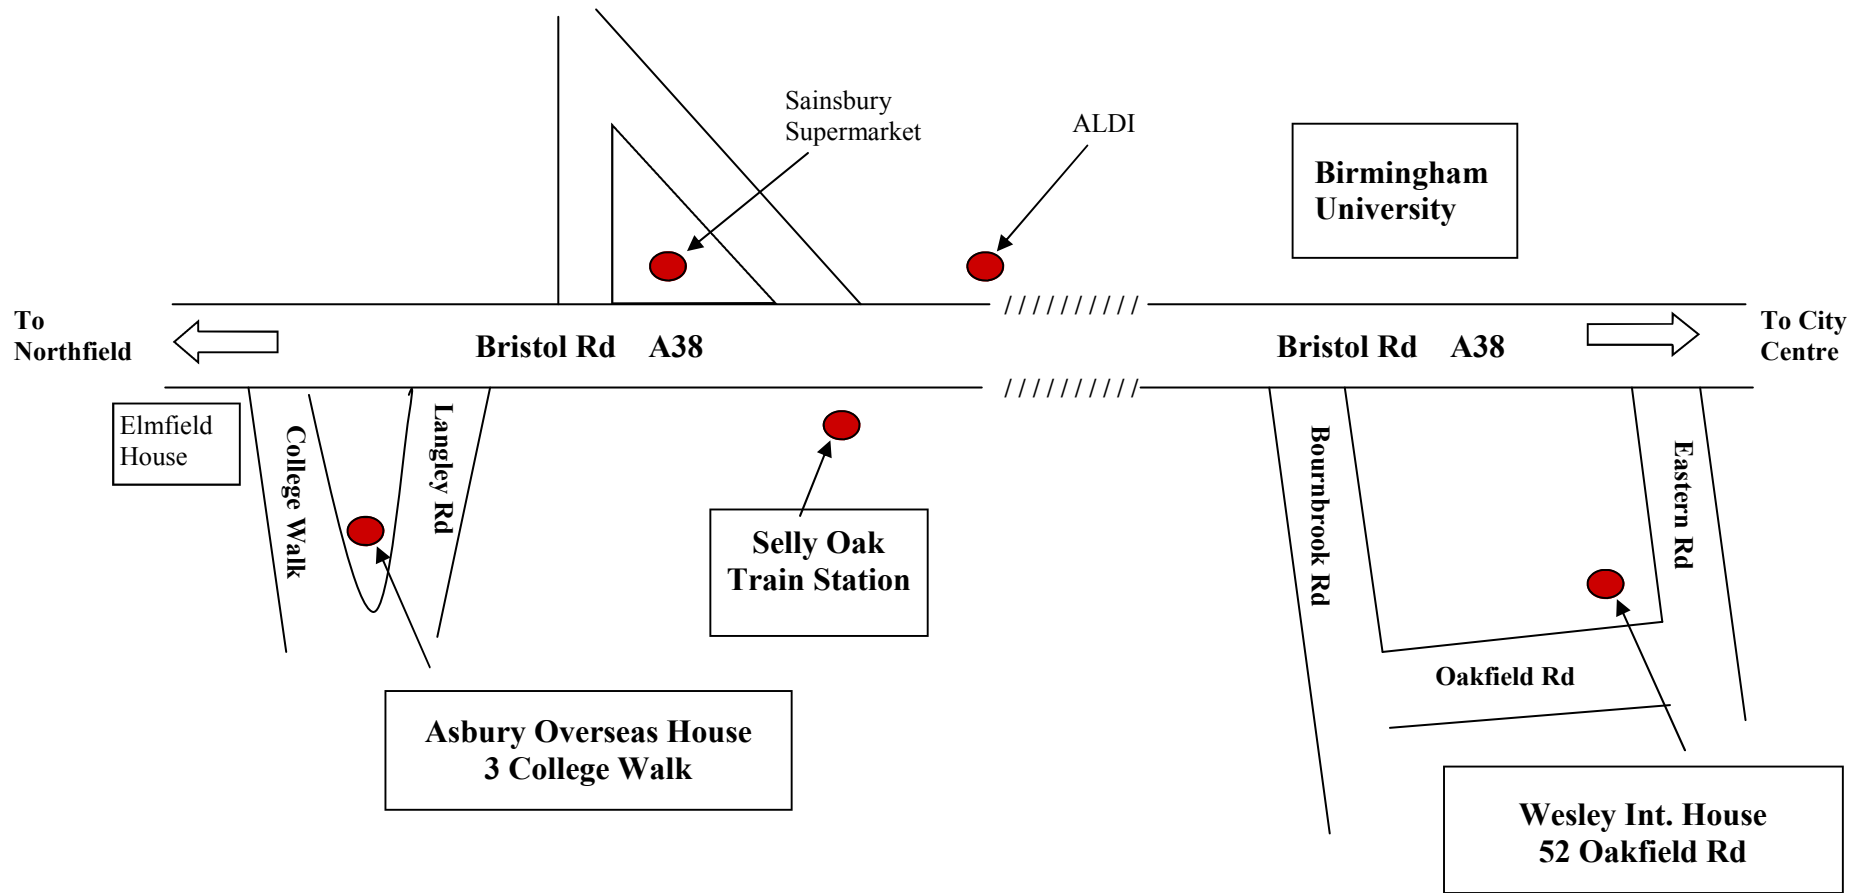 Sainsbury
Supermarket
ALDI
Birmingham
University
To
Northfield
Bristol Rd A38
Bristol Rd A38
To City
Centre
Elmfield
House
College Walk
Langley Rd
Selly Oak
Train Station
Bournbrook Rd
Eastern Rd
Oakfield Rd
Asbury Overseas House
3 College Walk
Wesley Int. House
52 Oakfield Rd